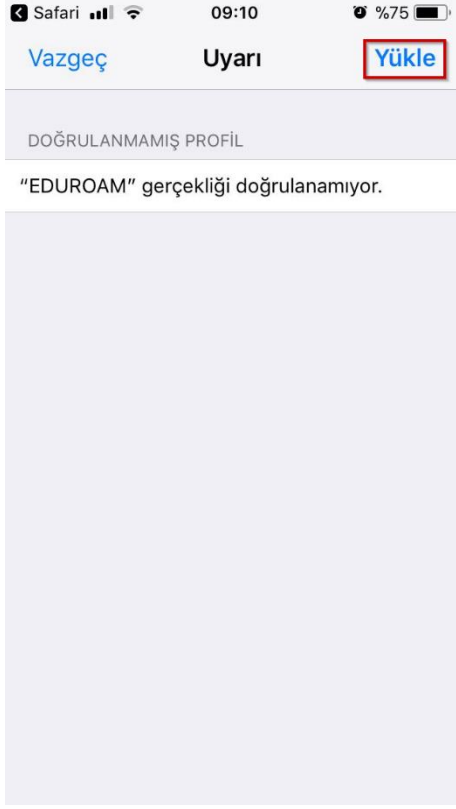 Safari 09:10 %75
Vazgeç Uyarı Yükle
DOĞRULANMAMIŞ PROFİL
“EDUROAM” gerçekliği doğrulanamıyor.